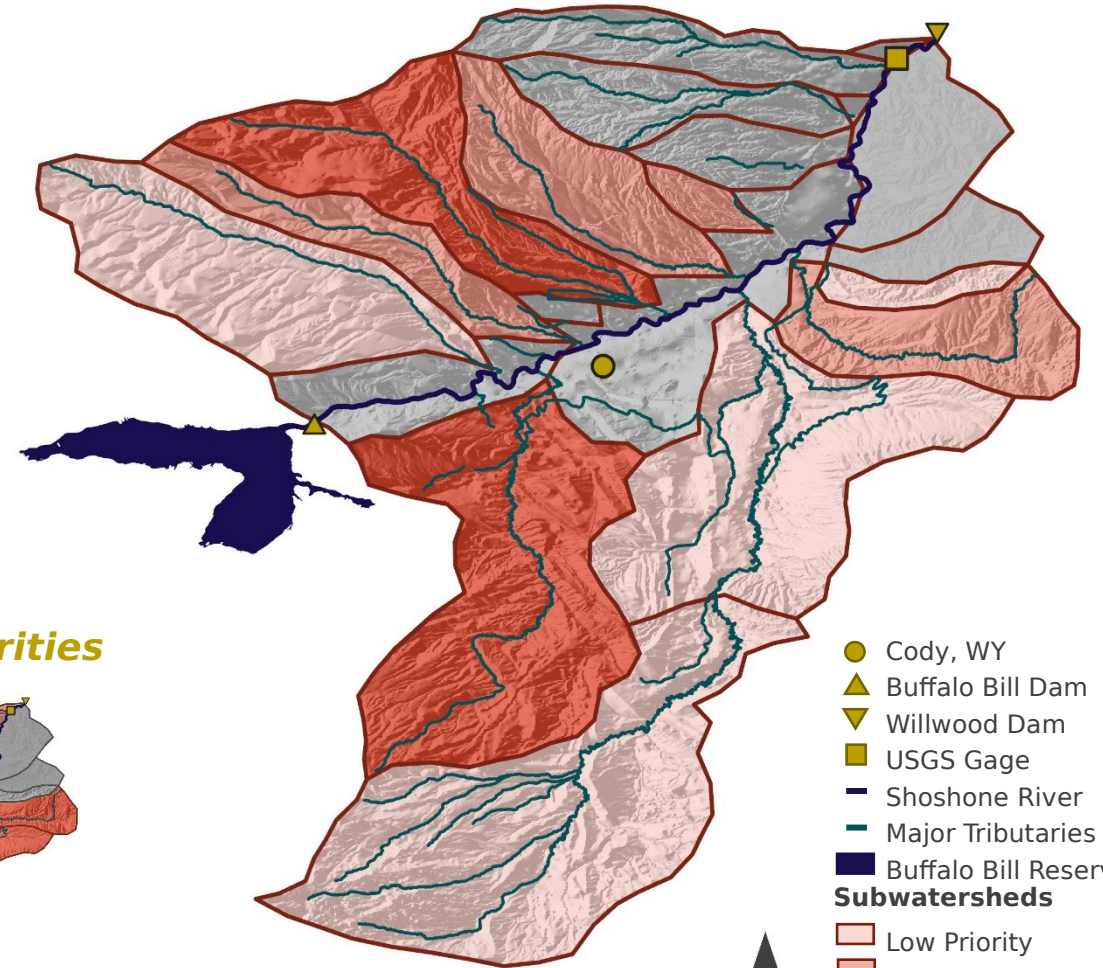 rities
Cody, WY
Buffalo Bill Dam
Willwood Dam
USGS Gage
Shoshone River
Major Tributaries
Buffalo Bill Reser
Subwatersheds
Low Priority